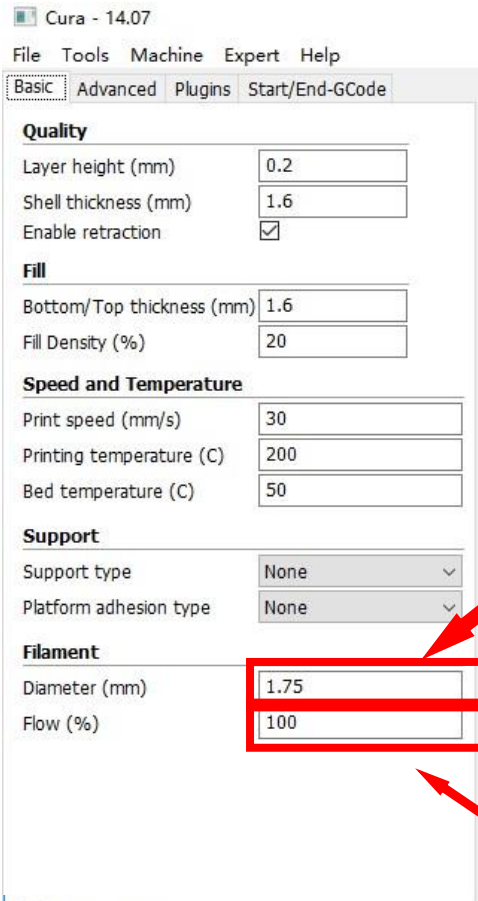 Cura - 14.07
File Tools Machine Expert Help
Basic Advanced Plugins Start/End-GCode
Quality
Layer height (mm) 0.2
Shell thickness (mm) 1.6
Enable retraction
Fill
Bottom/Top thickness (mm) 1.6
Fill Density (%) 20
Speed and Temperature
Print speed (mm/s) 30
Printing temperature (C) 200
Bed temperature (C) 50
Support
Support type None
Platform adhesion type None
Filament
Diameter (mm) 1.75
Flow (%) 100